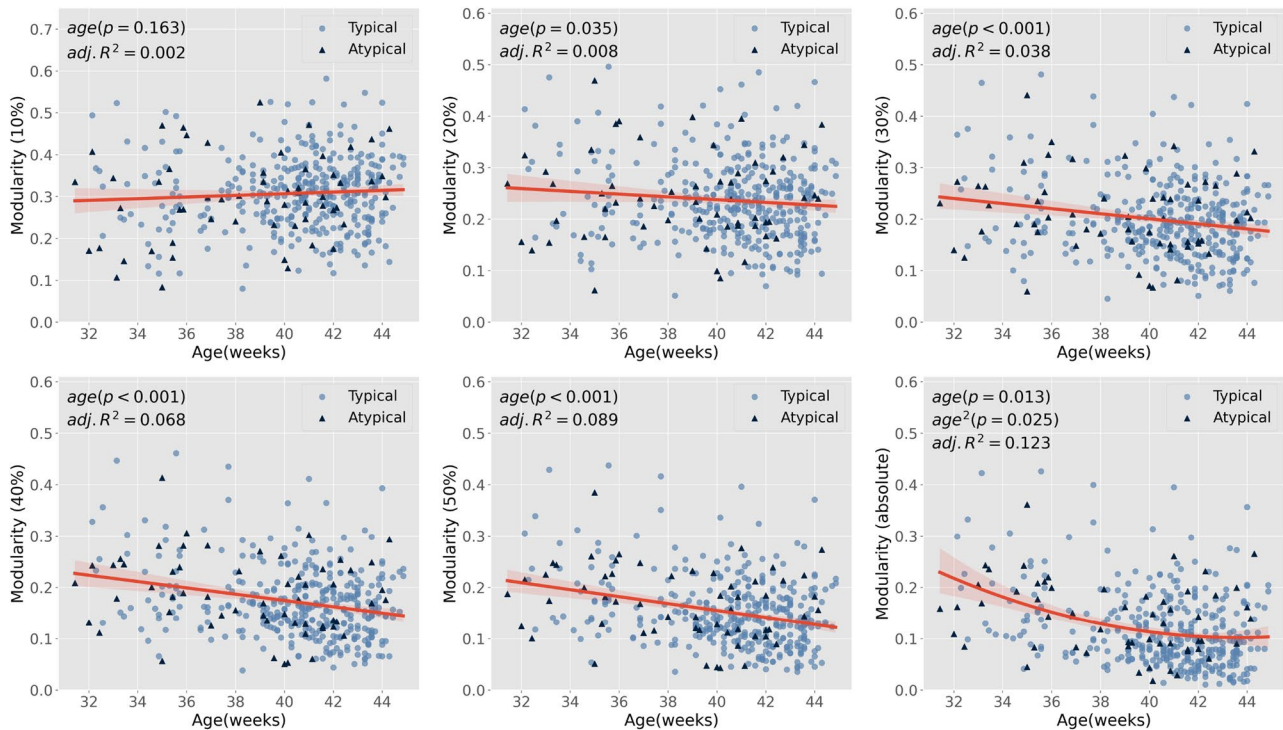 age(p = 0.163)
adj. R² = 0.002
Typical
Atypical
Modularity (10%)
0.7
0.6
0.5
0.4
0.3
0.2
0.1
0.0
32 34 36 38 40 42 44
Age(weeks)
age(p = 0.035)
adj. R² = 0.008
Typical
Atypical
Modularity (20%)
0.6
0.5
0.4
0.3
0.2
0.1
0.0
32 34 36 38 40 42 44
Age(weeks)
age(p < 0.001)
adj. R² = 0.038
Typical
Atypical
Modularity (30%)
0.6
0.5
0.4
0.3
0.2
0.1
0.0
32 34 36 38 40 42 44
Age(weeks)
age(p < 0.001)
adj. R² = 0.068
Typical
Atypical
Modularity (40%)
0.6
0.5
0.4
0.3
0.2
0.1
0.0
32 34 36 38 40 42 44
Age(weeks)
age(p < 0.001)
adj. R² = 0.089
Typical
Atypical
Modularity (50%)
0.6
0.5
0.4
0.3
0.2
0.1
0.0
32 34 36 38 40 42 44
Age(weeks)
age(p = 0.013)
age²(p = 0.025)
adj. R² = 0.123
Typical
Atypical
Modularity (absolute)
0.6
0.5
0.4
0.3
0.2
0.1
0.0
32 34 36 38 40 42 44
Age(weeks)